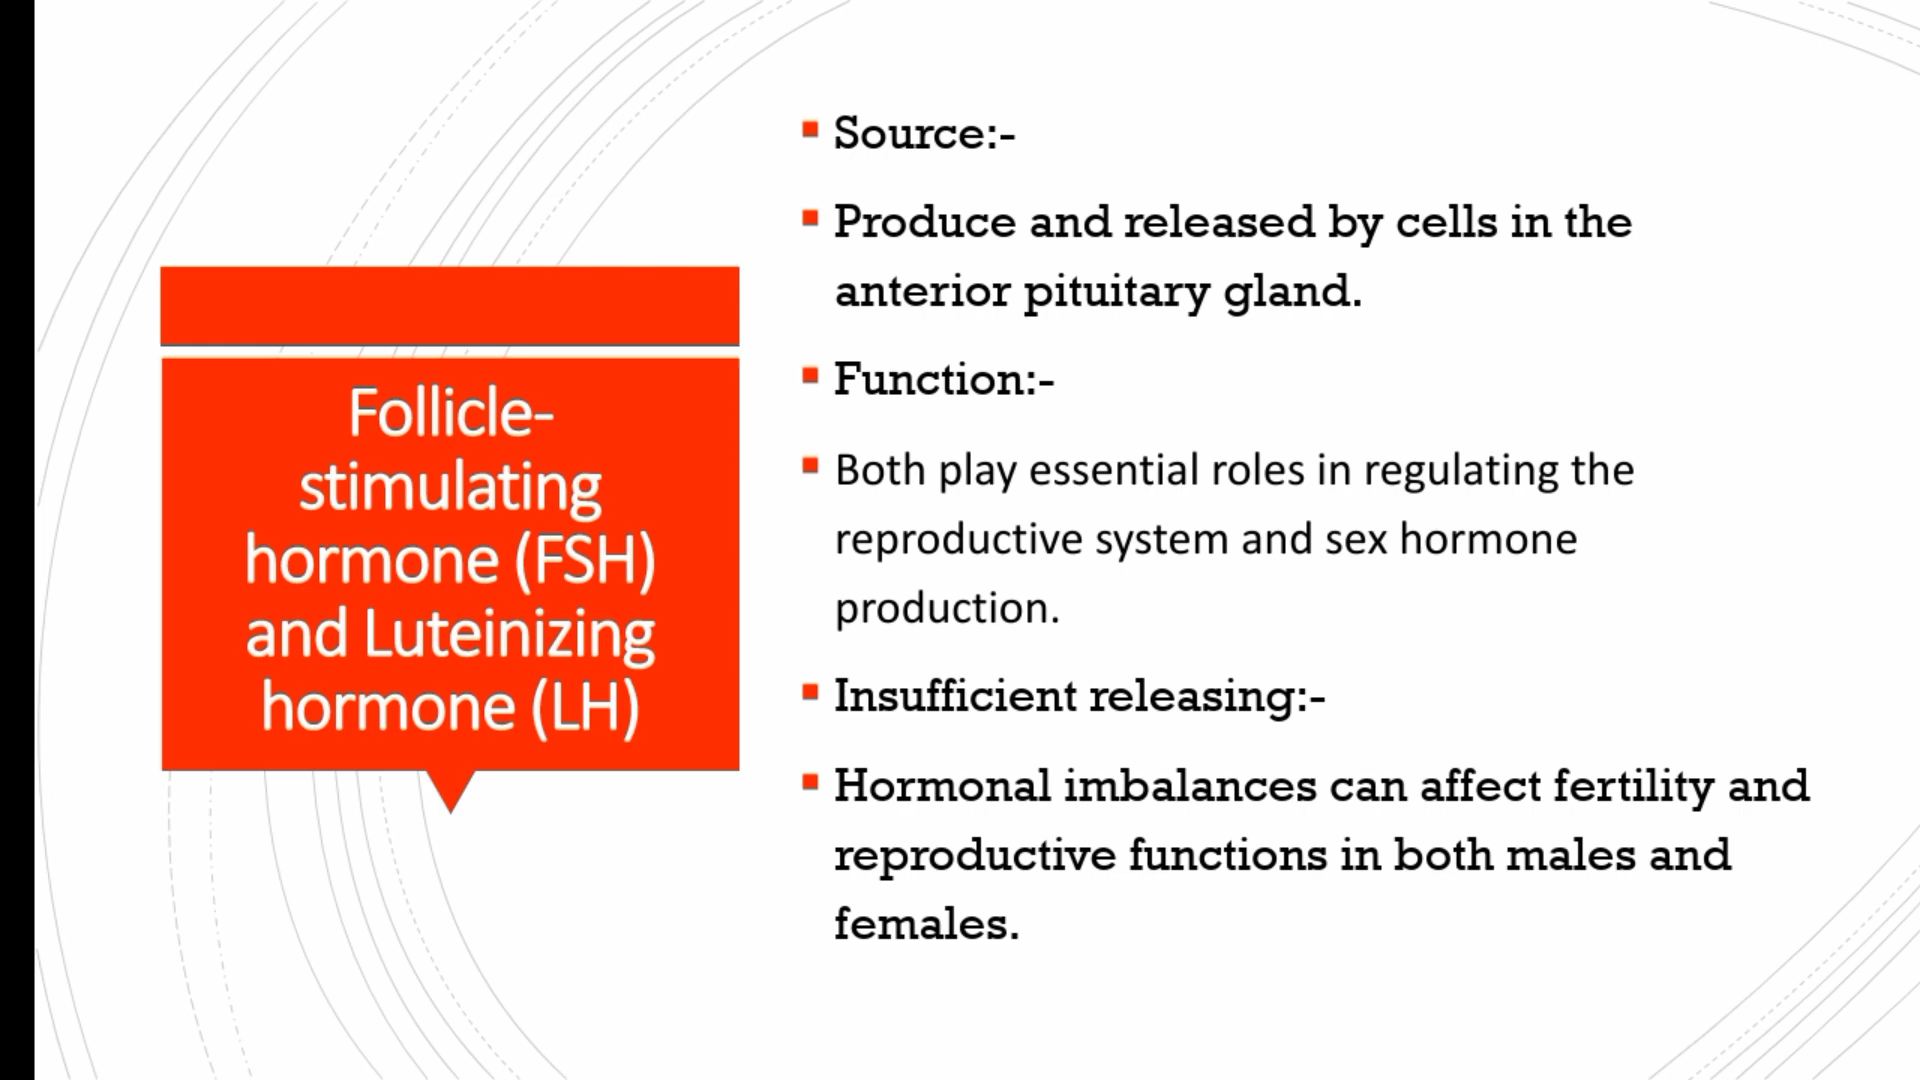 Follicle-
stimulating
hormone (FSH)
and Luteinizing
hormone (LH)
Source:-
Produce and released by cells in the
anterior pituitary gland.
Function:-
Both play essential roles in regulating the
reproductive system and sex hormone
production.
Insufficient releasing:-
Hormonal imbalances can affect fertility and
reproductive functions in both males and
females.